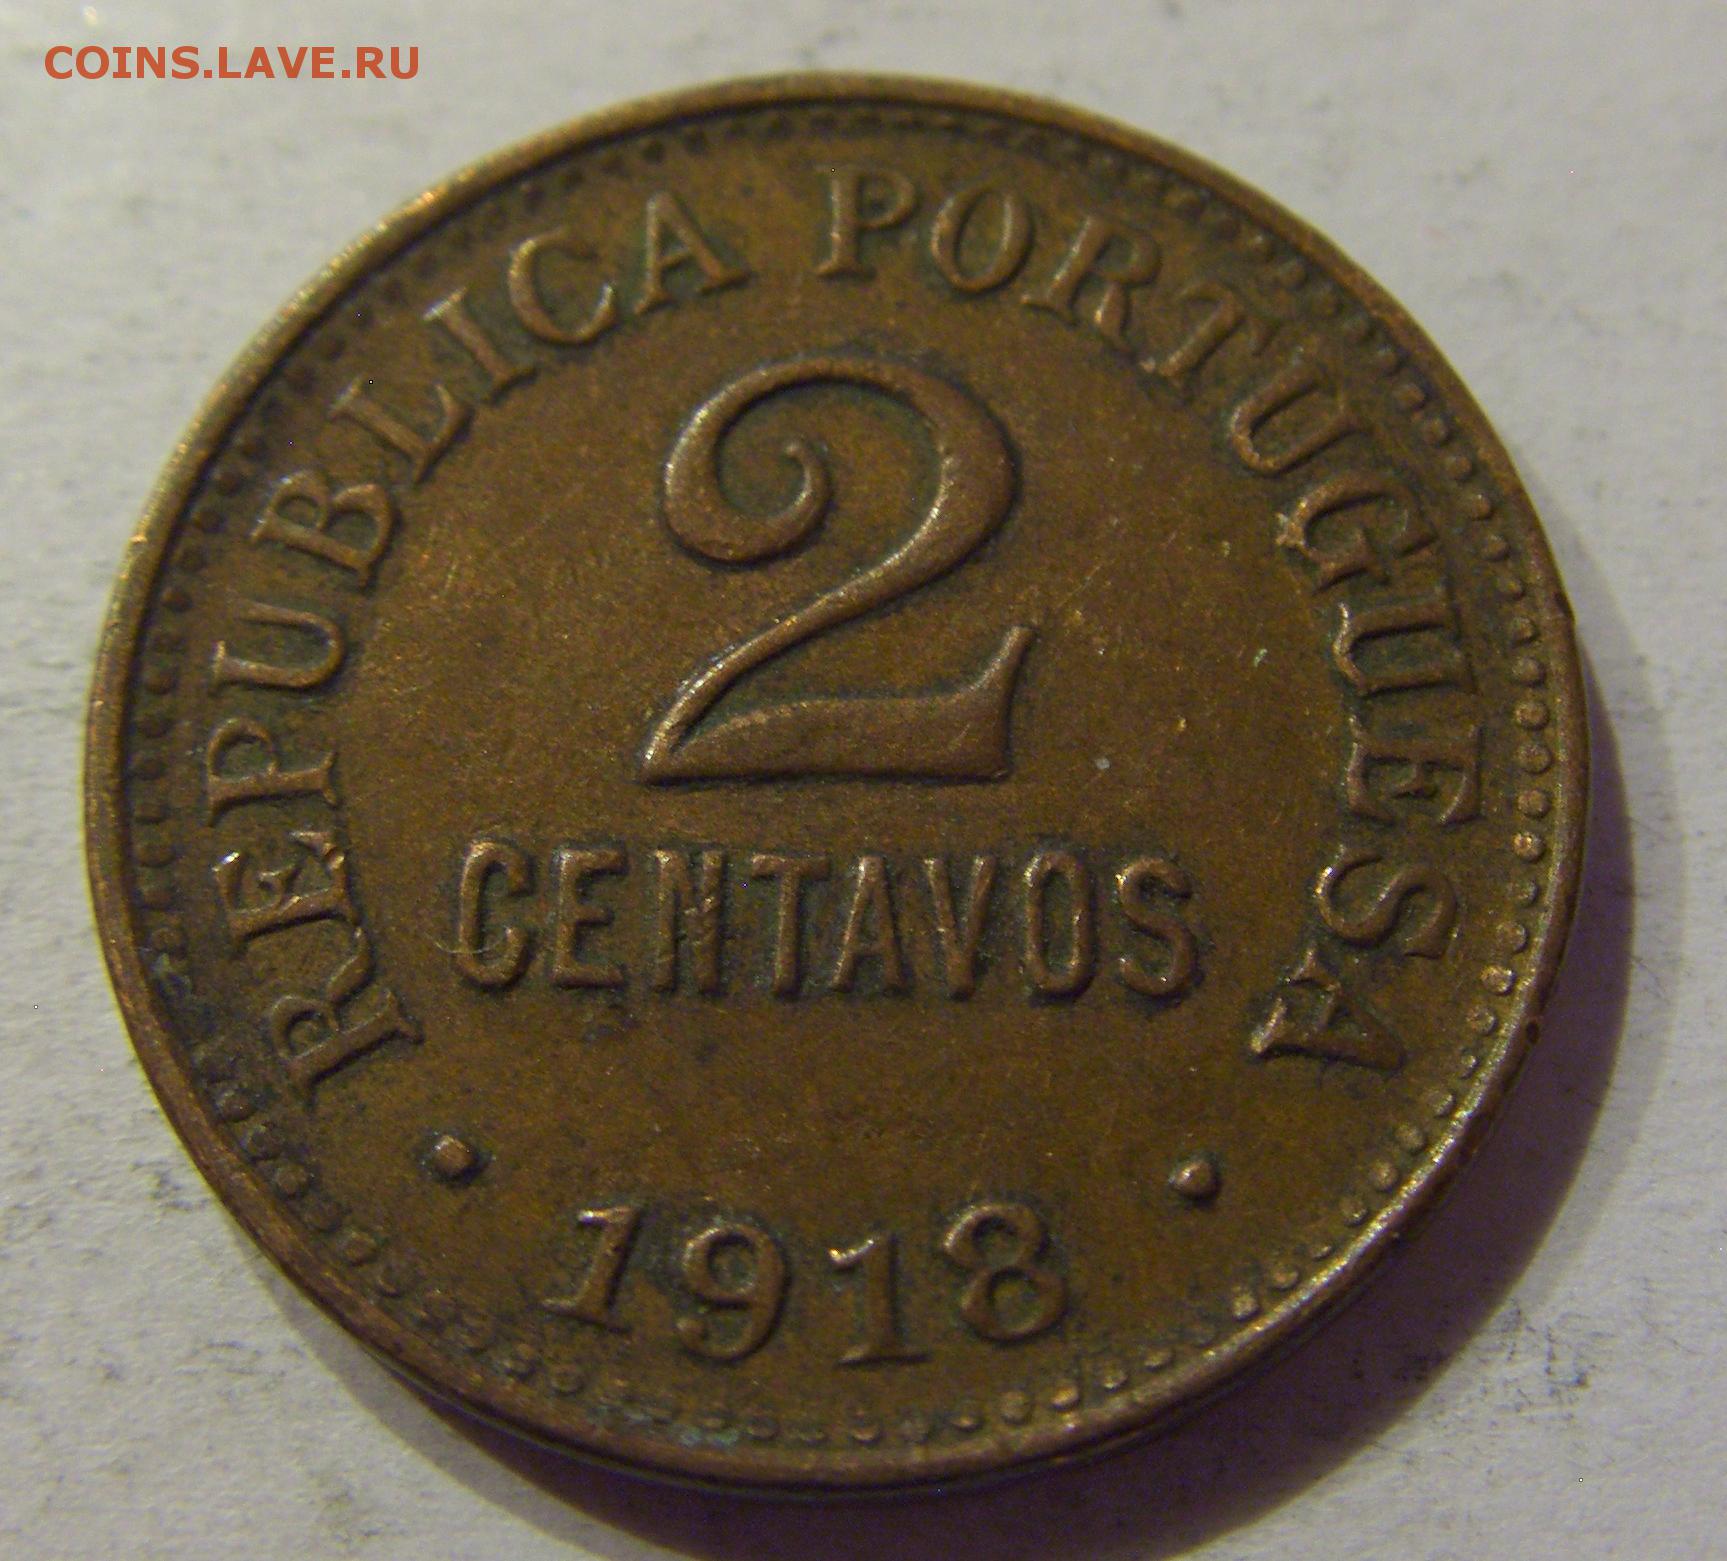 COINS.LAVE.RU
REPUBLICA PORTUGUESA
2
CENTAVOS
• 1918 •